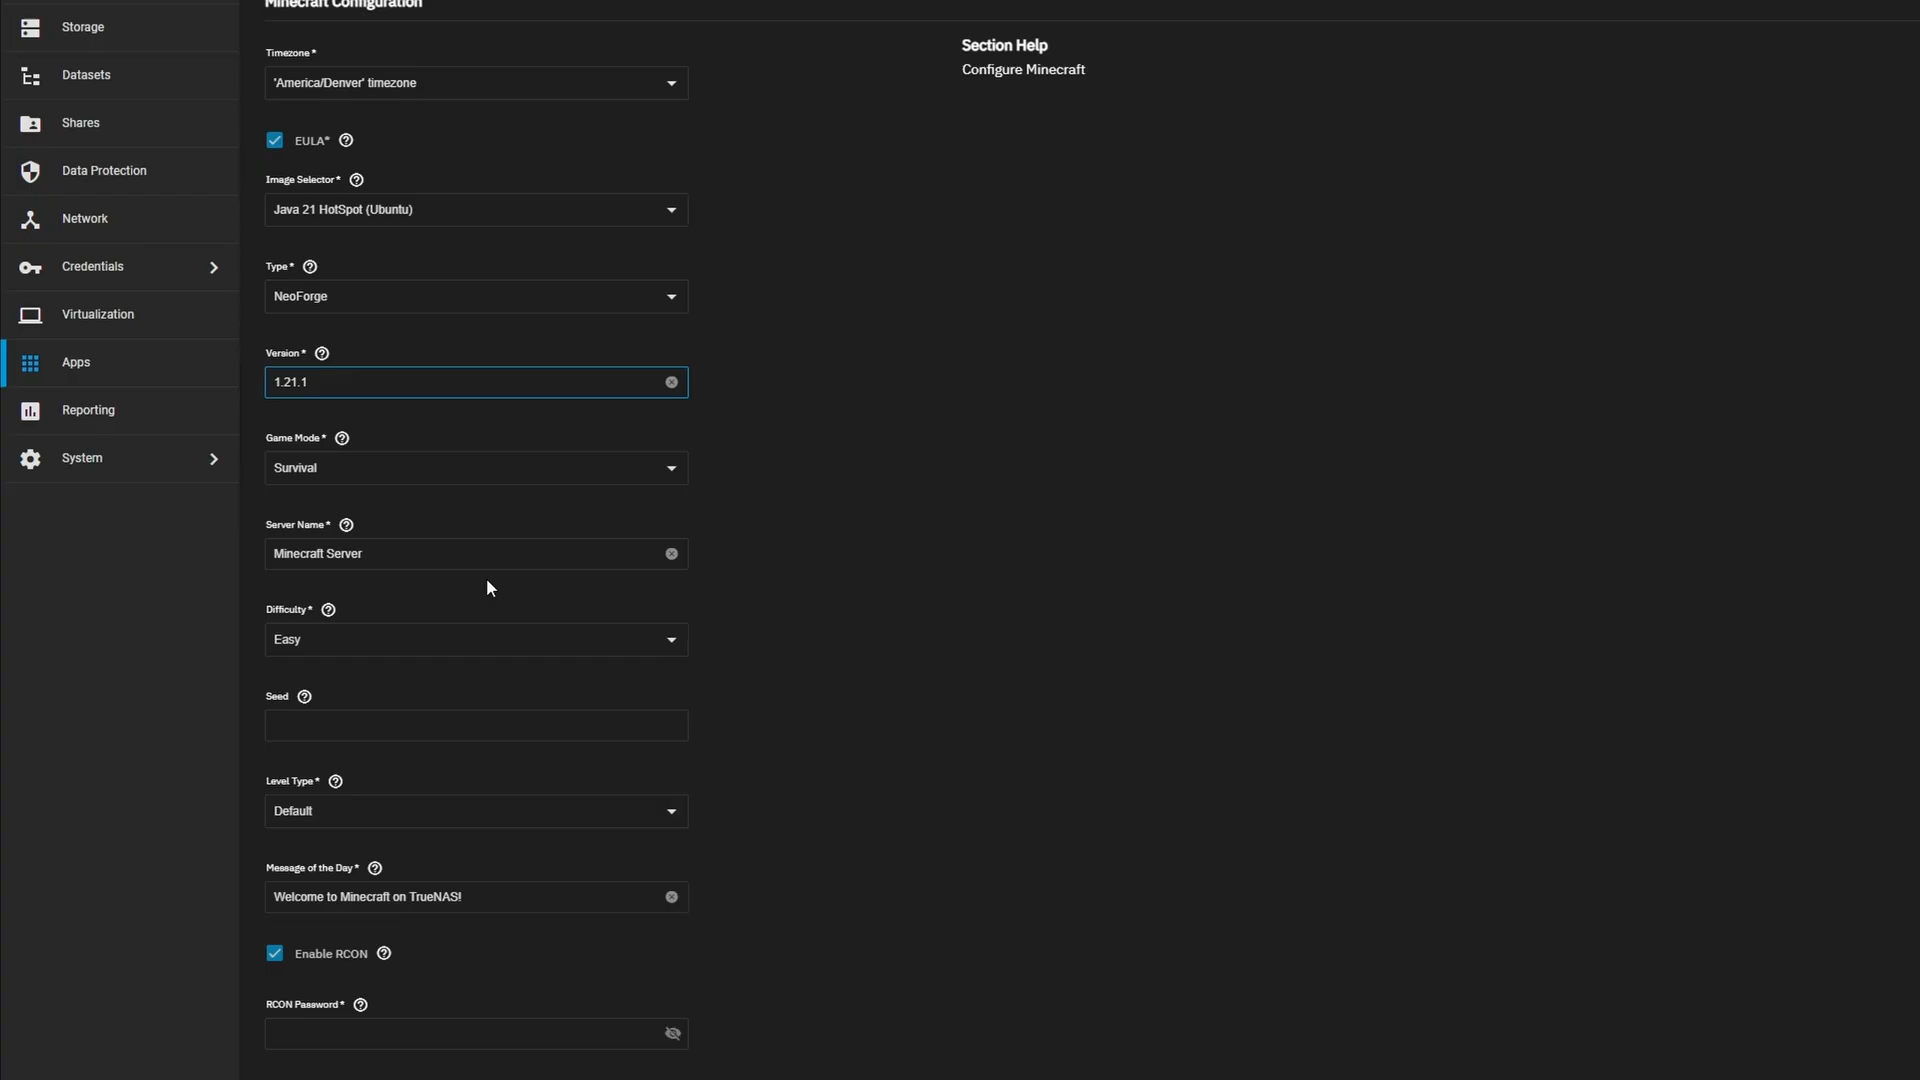 Storage
Datasets
Shares
Data Protection
Network
Credentials
Virtualization
Apps
Reporting
System
Minecraft Configuration
Timezone *
'America/Denver' timezone
EULA*
Image Selector *
Java 21 HotSpot (Ubuntu)
Type *
NeoForge
Version *
1.21.1
Game Mode *
Survival
Server Name *
Minecraft Server
Difficulty *
Easy
Seed
Level Type *
Default
Message of the Day *
Welcome to Minecraft on TrueNAS!
Enable RCON
RCON Password *
Section Help
Configure Minecraft